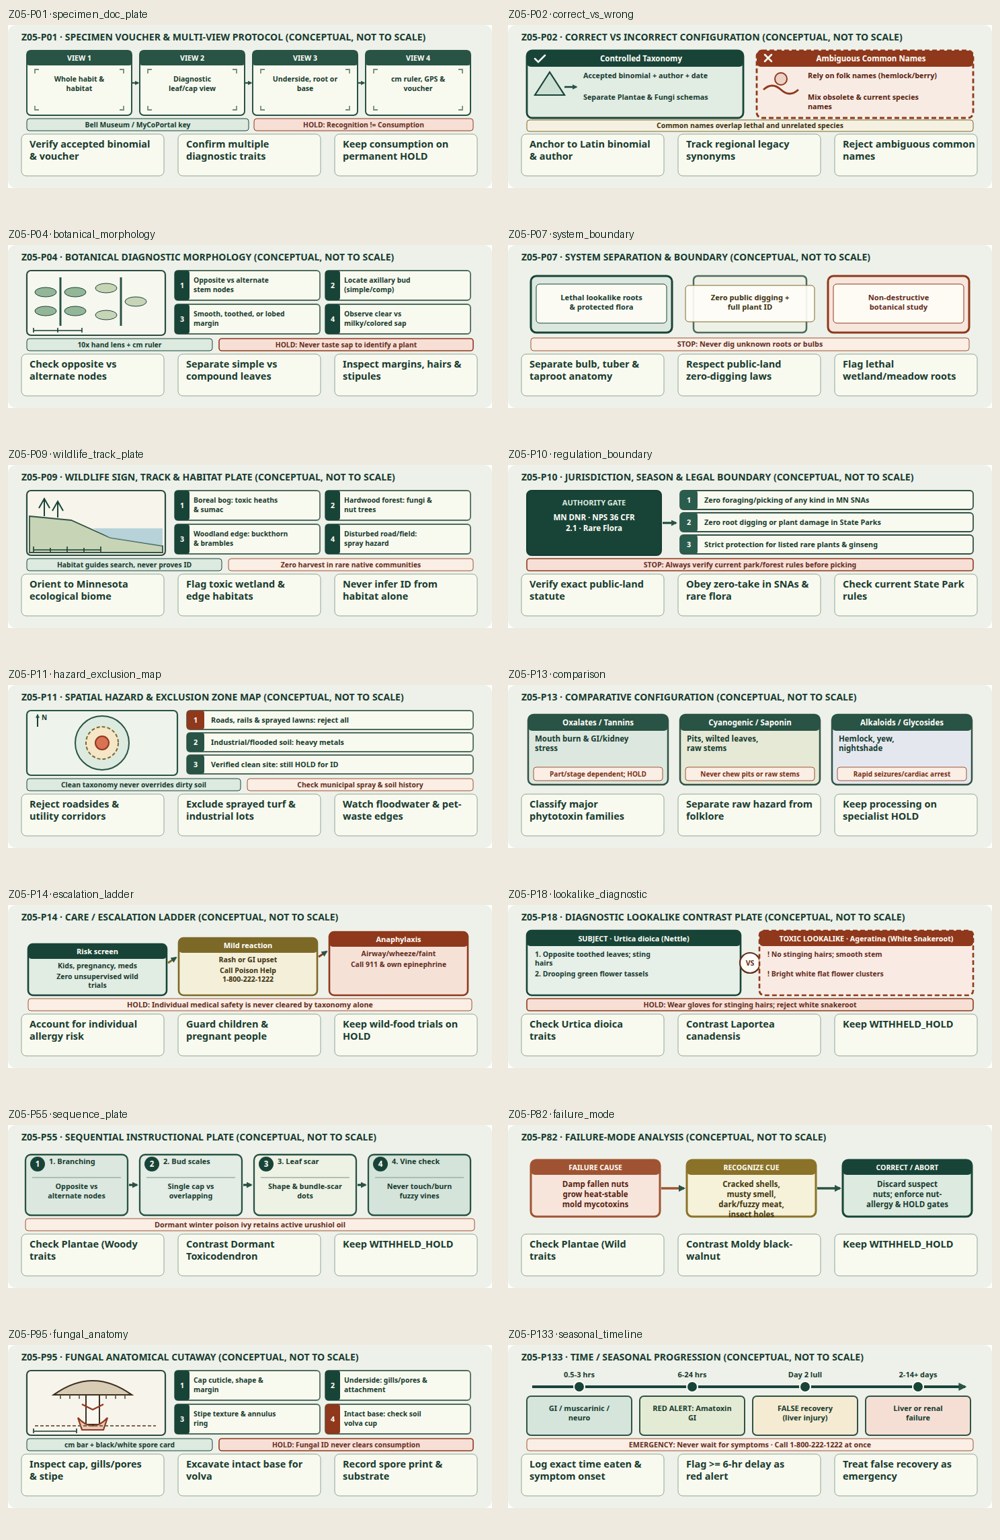 Z05-P01 · specimen_doc_plate
Z05-P01 · SPECIMEN VOUCHER & MULTI-VIEW PROTOCOL (CONCEPTUAL, NOT TO SCALE)
VIEW 1
Whole habit &
habitat
VIEW 2
Diagnostic
leaf/cap view
VIEW 3
Underside, root or
base
VIEW 4
cm ruler, GPS &
voucher
Bell Museum / MyCoPortal key
HOLD: Recognition != Consumption
Verify accepted binomial
& voucher
Confirm multiple
diagnostic traits
Keep consumption on
permanent HOLD
Z05-P02 · correct_vs_wrong
Z05-P02 · CORRECT VS INCORRECT CONFIGURATION (CONCEPTUAL, NOT TO SCALE)
Controlled Taxonomy
Accepted binomial + author + date
Separate Plantae & Fungi schemas
Ambiguous Common Names
Rely on folk names (hemlock/berry)
Mix obsolete & current species
names
Common names overlap lethal and unrelated species
Anchor to Latin binomial
& author
Track regional legacy
synonyms
Reject ambiguous common
names
Z05-P04 · botanical_morphology
Z05-P04 · BOTANICAL DIAGNOSTIC MORPHOLOGY (CONCEPTUAL, NOT TO SCALE)
1
Opposite vs alternate
stem nodes
2
Locate axillary bud
(simple/comp)
3
Smooth, toothed, or lobed
margin
4
Observe clear vs
milky/colored sap
10x hand lens + cm ruler
HOLD: Never taste sap to identify a plant
Check opposite vs
alternate nodes
Separate simple vs
compound leaves
Inspect margins, hairs &
stipules
Z05-P07 · system_boundary
Z05-P07 · SYSTEM SEPARATION & BOUNDARY (CONCEPTUAL, NOT TO SCALE)
Lethal lookalike roots
& protected flora
Zero public digging +
full plant ID
Non-destructive
botanical study
STOP: Never dig unknown roots or bulbs
Separate bulb, tuber &
taproot anatomy
Respect public-land
zero-digging laws
Flag lethal
wetland/meadow roots
Z05-P09 · wildlife_track_plate
Z05-P09 · WILDLIFE SIGN, TRACK & HABITAT PLATE (CONCEPTUAL, NOT TO SCALE)
1
Boreal bog: toxic heaths
& sumac
2
Hardwood forest: fungi &
nut trees
3
Woodland edge: buckthorn
& brambles
4
Disturbed road/field:
spray hazard
Habitat guides search, never proves ID
Zero harvest in rare native communities
Orient to Minnesota
ecological biome
Flag toxic wetland &
edge habitats
Never infer ID from
habitat alone
Z05-P10 · regulation_boundary
Z05-P10 · JURISDICTION, SEASON & LEGAL BOUNDARY (CONCEPTUAL, NOT TO SCALE)
AUTHORITY GATE
MN DNR · NPS 36 CFR
2.1 · Rare Flora
1
Zero foraging/picking of any kind in MN SNAs
2
Zero root digging or plant damage in State Parks
3
Strict protection for listed rare plants & ginseng
STOP: Always verify current park/forest rules before picking
Verify exact public-land
statute
Obey zero-take in SNAs &
rare flora
Check current State Park
rules
Z05-P11 · hazard_exclusion_map
Z05-P11 · SPATIAL HAZARD & EXCLUSION ZONE MAP (CONCEPTUAL, NOT TO SCALE)
N
1
Roads, rails & sprayed lawns: reject all
2
Industrial/flooded soil: heavy metals
3
Verified clean site: still HOLD for ID
Clean taxonomy never overrides dirty soil
Check municipal spray & soil history
Reject roadsides &
utility corridors
Exclude sprayed turf &
industrial lots
Watch floodwater & pet-
waste edges
Z05-P13 · comparison
Z05-P13 · COMPARATIVE CONFIGURATION (CONCEPTUAL, NOT TO SCALE)
Oxalates / Tannins
Mouth burn & GI/kidney
stress
Part/stage dependent; HOLD
Cyanogenic / Saponin
Pits, wilted leaves,
raw stems
Never chew pits or raw stems
Alkaloids / Glycosides
Hemlock, yew,
nightshade
Rapid seizures/cardiac arrest
Classify major
phytotoxin families
Separate raw hazard from
folklore
Keep processing on
specialist HOLD
Z05-P14 · escalation_ladder
Z05-P14 · CARE / ESCALATION LADDER (CONCEPTUAL, NOT TO SCALE)
Risk screen
Kids, pregnancy, meds
Zero unsupervised wild
trials
Mild reaction
Rash or GI upset
Call Poison Help
1-800-222-1222
Anaphylaxis
Airway/wheeze/faint
Call 911 & own epinephrine
HOLD: Individual medical safety is never cleared by taxonomy alone
Account for individual
allergy risk
Guard children &
pregnant people
Keep wild-food trials on
HOLD
Z05-P18 · lookalike_diagnostic
Z05-P18 · DIAGNOSTIC LOOKALIKE CONTRAST PLATE (CONCEPTUAL, NOT TO SCALE)
SUBJECT · Urtica dioica (Nettle)
1. Opposite toothed leaves; sting
hairs
2. Drooping green flower tassels
VS
TOXIC LOOKALIKE · Ageratina (White Snakeroot)
! No stinging hairs; smooth stem
! Bright white flat flower clusters
HOLD: Wear gloves for stinging hairs; reject white snakeroot
Check Urtica dioica
traits
Contrast Laportea
canadensis
Keep WITHHELD_HOLD
Z05-P55 · sequence_plate
Z05-P55 · SEQUENTIAL INSTRUCTIONAL PLATE (CONCEPTUAL, NOT TO SCALE)
1
1. Branching
Opposite vs
alternate nodes
2
2. Bud scales
Single cap vs
overlapping
3
3. Leaf scar
Shape & bundle-scar
dots
4
4. Vine check
Never touch/burn
fuzzy vines
Dormant winter poison ivy retains active urushiol oil
Check Plantae (Woody
traits
Contrast Dormant
Toxicodendron
Keep WITHHELD_HOLD
Z05-P82 · failure_mode
Z05-P82 · FAILURE-MODE ANALYSIS (CONCEPTUAL, NOT TO SCALE)
FAILURE CAUSE
Damp fallen nuts
grow heat-stable
mold mycotoxins
RECOGNIZE CUE
Cracked shells,
musty smell,
dark/fuzzy meat,
insect holes
CORRECT / ABORT
Discard suspect
nuts; enforce nut-
allergy & HOLD gates
Check Plantae (Wild
traits
Contrast Moldy black-
walnut
Keep WITHHELD_HOLD
Z05-P95 · fungal_anatomy
Z05-P95 · FUNGAL ANATOMICAL CUTAWAY (CONCEPTUAL, NOT TO SCALE)
1
Cap cuticle, shape &
margin
2
Underside: gills/pores &
attachment
3
Stipe texture & annulus
ring
4
Intact base: check soil
volva cup
cm bar + black/white spore card
HOLD: Fungal ID never clears consumption
Inspect cap, gills/pores
& stipe
Excavate intact base for
volva
Record spore print &
substrate
Z05-P133 · seasonal_timeline
Z05-P133 · TIME / SEASONAL PROGRESSION (CONCEPTUAL, NOT TO SCALE)
0.5-3 hrs
6-24 hrs
Day 2 lull
2-14+ days
GI / muscarinic /
neuro
RED ALERT: Amatoxin
GI
FALSE recovery
(liver injury)
Liver or renal
failure
EMERGENCY: Never wait for symptoms · Call 1-800-222-1222 at once
Log exact time eaten &
symptom onset
Flag >= 6-hr delay as
red alert
Treat false recovery as
emergency